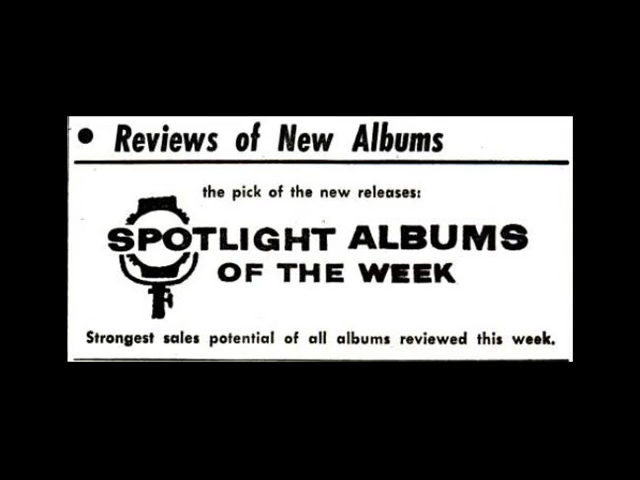 • Reviews of New Albums
the pick of the new releases:
SPOTLIGHT ALBUMS
OF THE WEEK
Strongest sales potential of all albums reviewed this week.